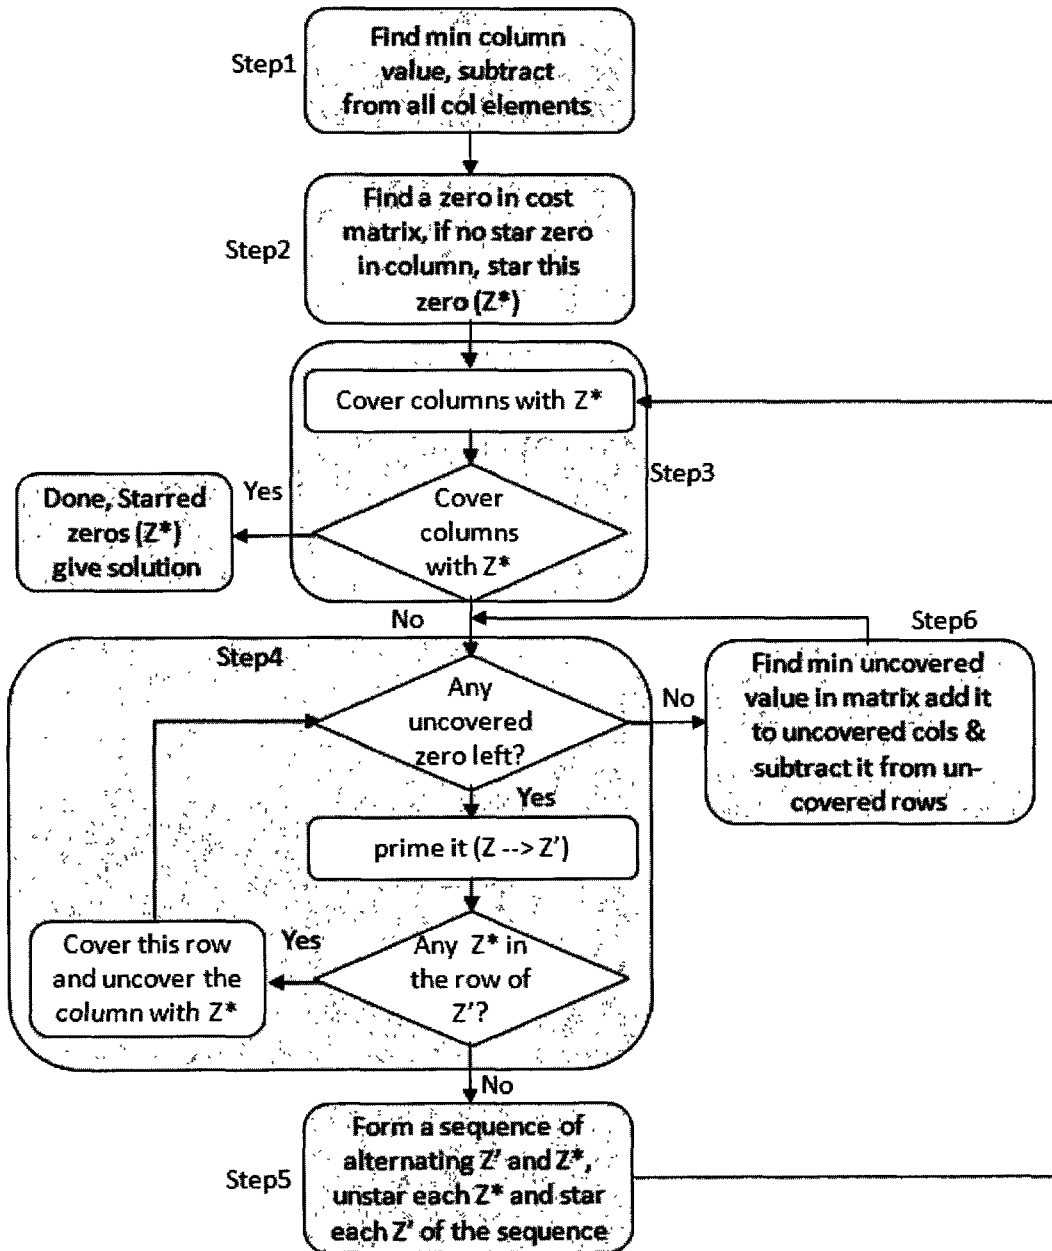 Step1
Find min column
value, subtract
from all col elements
Step2
Find a zero in cost
matrix, if no star zero
in column, star this
zero (Z*)
Step3
Cover columns with Z*
Cover
columns
with Z*
Yes
Done, Starred
zeros (Z*)
give solution
No
Step4
Any
uncovered
zero left?
No
Step6
Find min uncovered
value in matrix add it
to uncovered cols &
subtract it from un-
covered rows
Yes
prime it (Z --> Z')
Any Z* in
the row of
Z'?
Yes
Cover this row
and uncover the
column with Z*
No
Step5
Form a sequence of
alternating Z' and Z*,
unstar each Z* and star
each Z' of the sequence